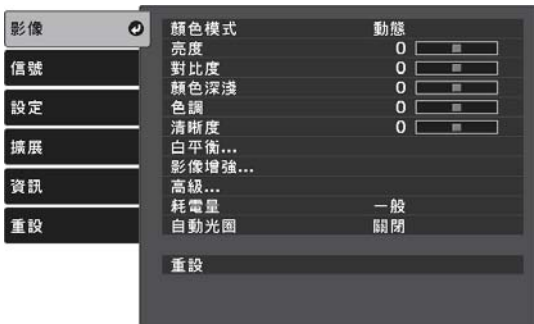 影像
信號
設定
擴展
資訊
重設
顏色模式 動態
亮度 0
對比度 0
顏色深淺 0
色調 0
清晰度 0
白平衡...
影像增強...
高級...
耗電量 一般
自動光圈 關閉
重設